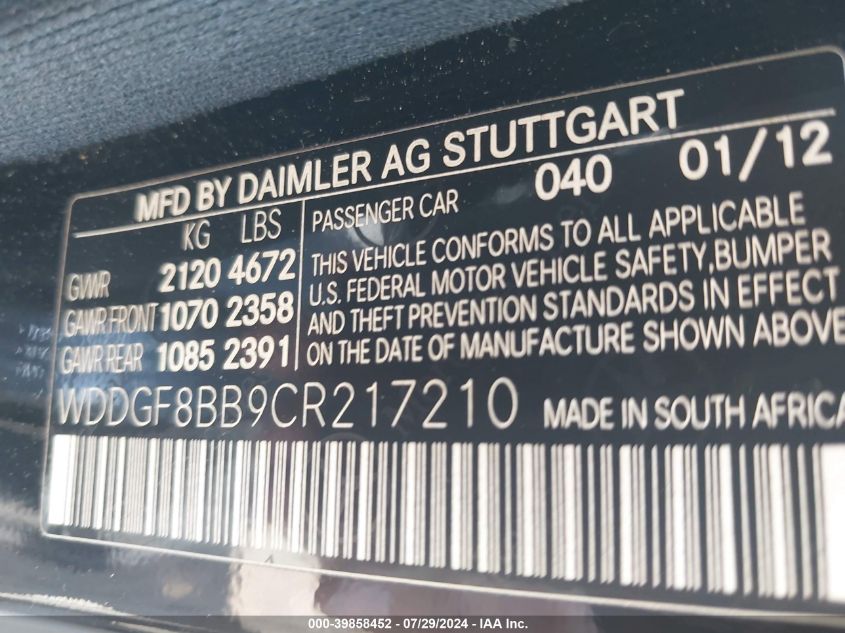 MFD BY DAIMLER AG STUTTGART
KG LBS
GVWR 2120 4672
GAWR FRONT 1070 2358
GAWR REAR 1085 2391
PASSENGER CAR 040 01/12
THIS VEHICLE CONFORMS TO ALL APPLICABLE
U.S. FEDERAL MOTOR VEHICLE SAFETY, BUMPER
AND THEFT PREVENTION STANDARDS IN EFFECT
ON THE DATE OF MANUFACTURE SHOWN ABOVE
WDDGF8BB9CR217210 MADE IN SOUTH AFRICA
000-39858452 - 07/29/2024 - IAA Inc.